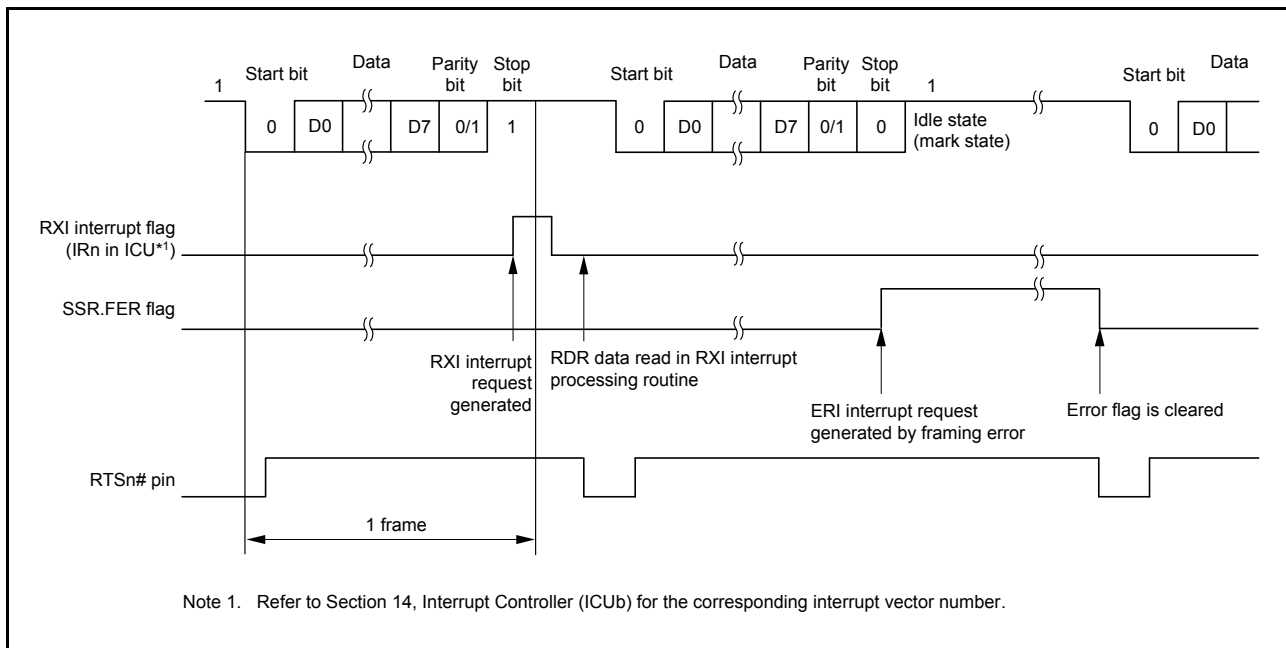 1 Start bit Data Parity bit Stop bit Start bit Data Parity bit Stop bit 1 Start bit Data
0 D0 D7 0/1 1 0 D0 D7 0/1 0 Idle state (mark state) 0 D0
RXI interrupt flag
(IRn in ICU*1)
SSR.FER flag
RXI interrupt
request
generated
RDR data read in RXI interrupt
processing routine
ERI interrupt request
generated by framing error
Error flag is cleared
RTSn# pin
1 frame
Note 1. Refer to Section 14, Interrupt Controller (ICUb) for the corresponding interrupt vector number.